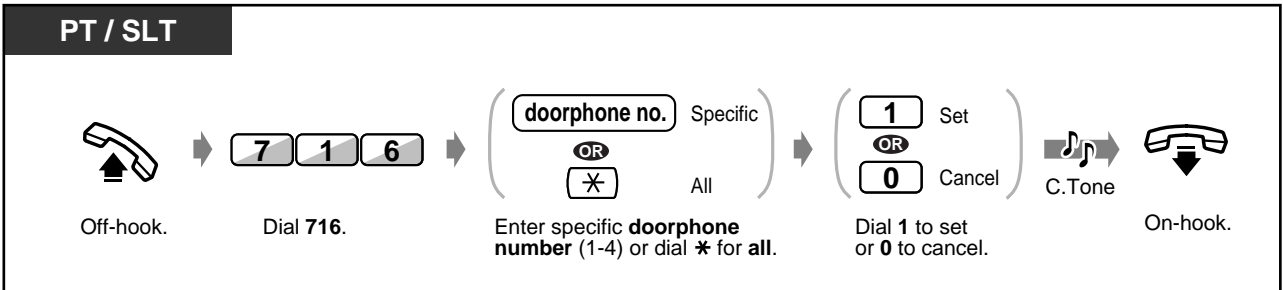 PT / SLT
7 1 6
doorphone no. Specific
OR
✳ All
1 Set
OR
0 Cancel
C.Tone
Off-hook.
Dial 716.
Enter specific doorphone
number (1-4) or dial ✳ for all.
Dial 1 to set
or 0 to cancel.
On-hook.